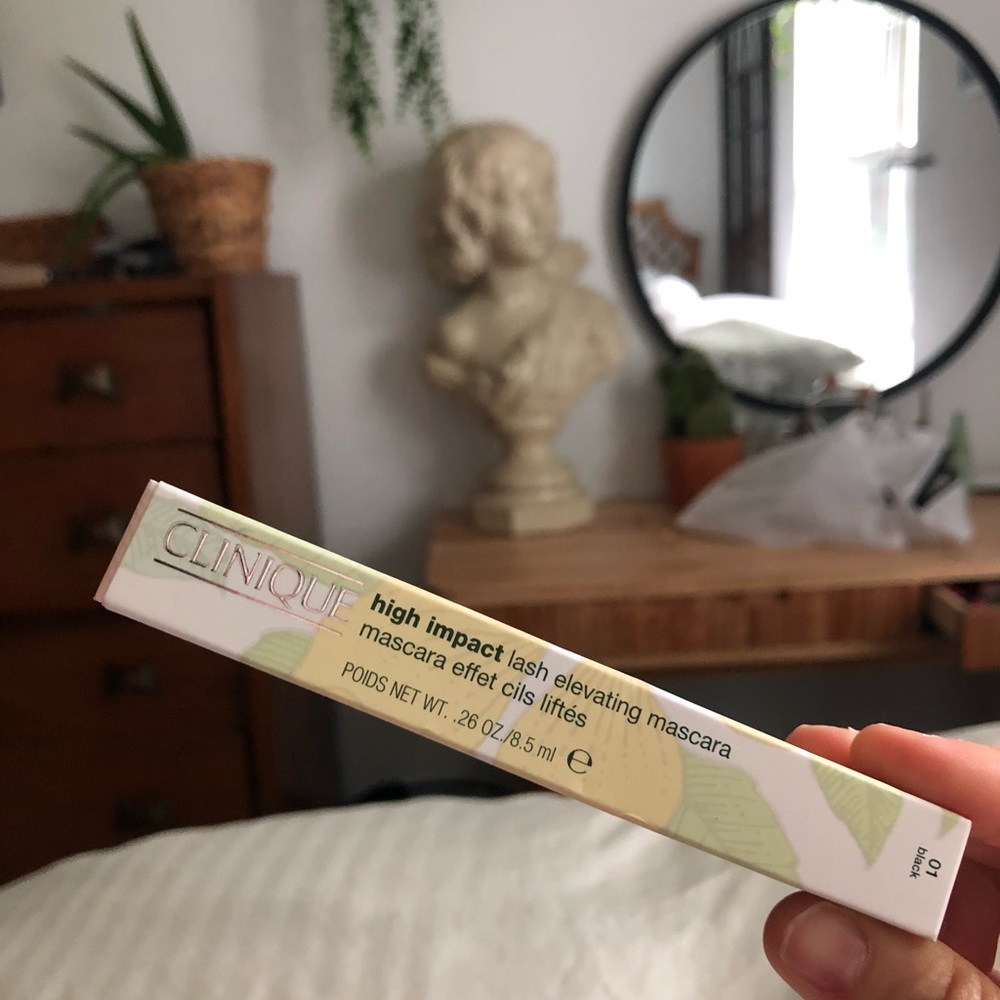 CLINIQUE
high impact lash elevating mascara
mascara effet cils liftés
POIDS NET WT. .26 OZ./8.5 ml ℮
01
black